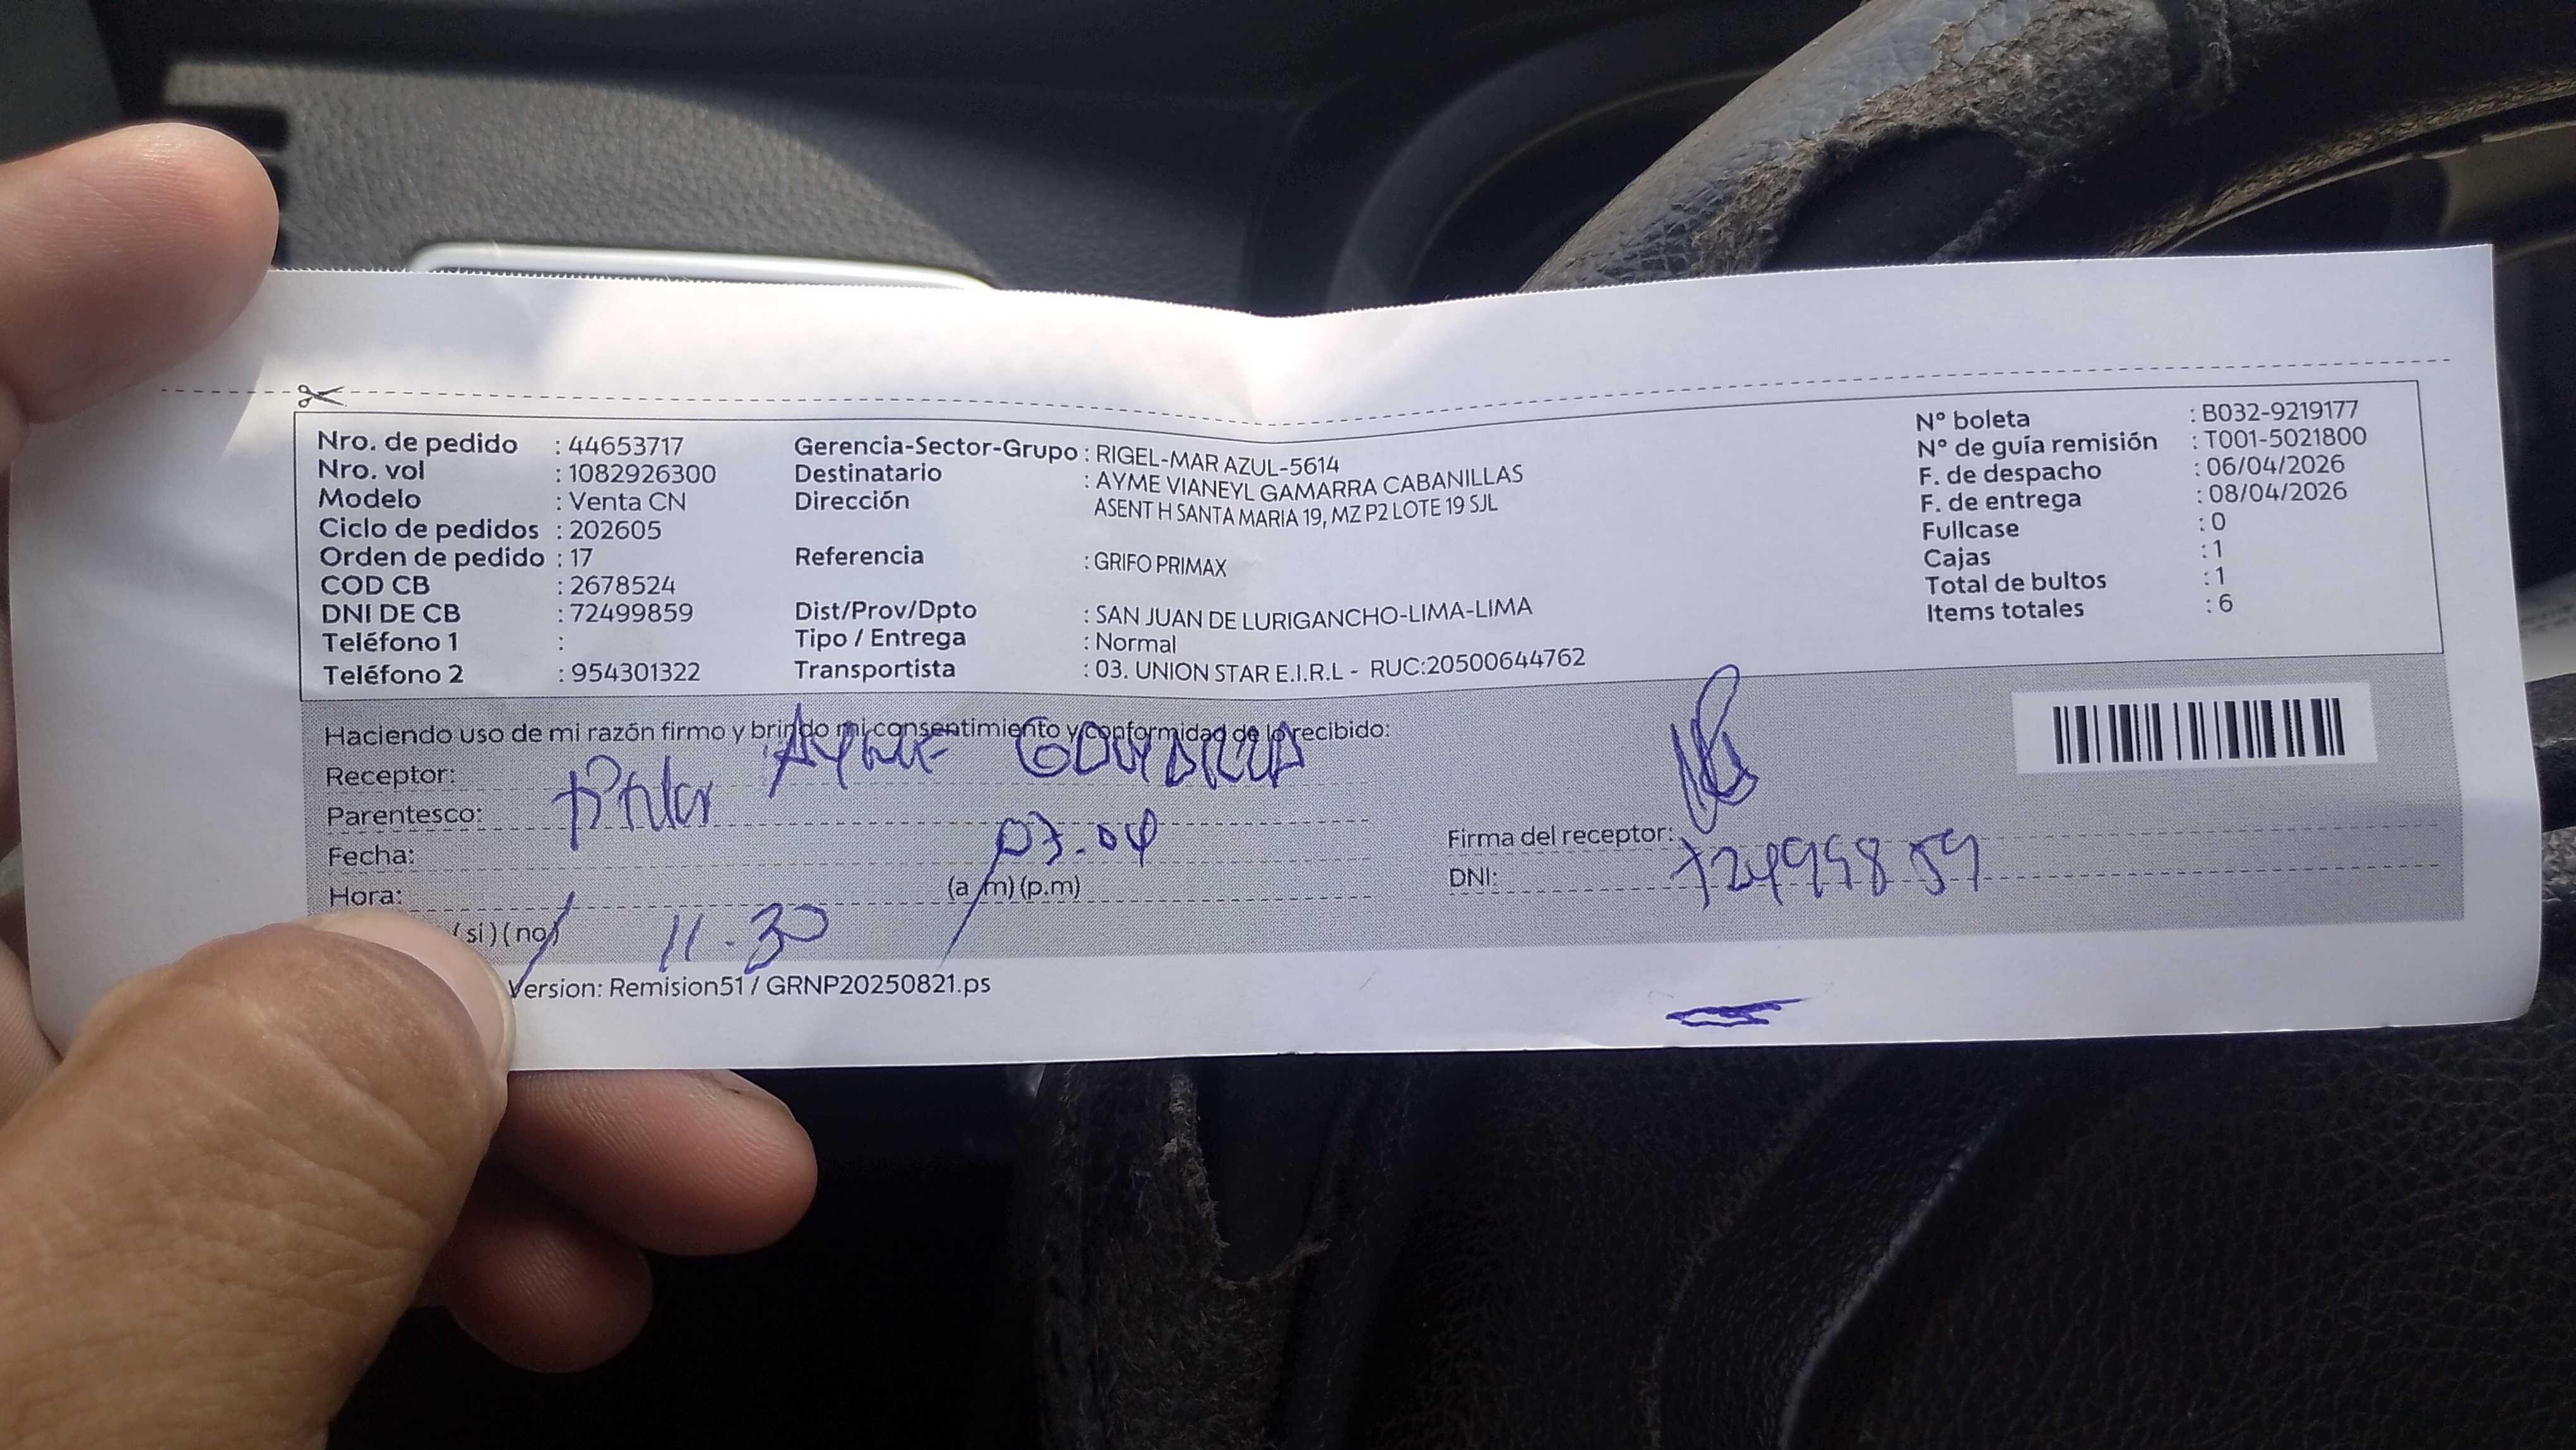 Nro. de pedido : 44653717
Nro. vol : 1082926300
Modelo : Venta CN
Ciclo de pedidos : 202605
Orden de pedido : 17
COD CB : 2678524
DNI DE CB : 72499859
Teléfono 1 :
Teléfono 2 : 954301322
Gerencia-Sector-Grupo : RIGEL-MAR AZUL-5614
Destinatario : AYME VIANEYL GAMARRA CABANILLAS
Dirección ASENT H SANTA MARIA 19, MZ P2 LOTE 19 SJL
Referencia : GRIFO PRIMAX
Dist/Prov/Dpto : SAN JUAN DE LURIGANCHO-LIMA-LIMA
Tipo / Entrega : Normal
Transportista : 03. UNION STAR E.I.R.L - RUC:20500644762
N° boleta : B032-9219177
N° de guía remisión : T001-5021800
F. de despacho : 06/04/2026
F. de entrega : 08/04/2026
Fullcase : 0
Cajas : 1
Total de bultos : 1
Items totales : 6
Haciendo uso de mi razón firmo y brindo mi consentimiento y conformidad de lo recibido:
Receptor: AYME
Parentesco: titular
Fecha:
Hora: (a.m) (p.m)
(si) (no)
11.30
Firma del receptor:
DNI: 72499859
Version: Remision51 / GRNP20250821.ps